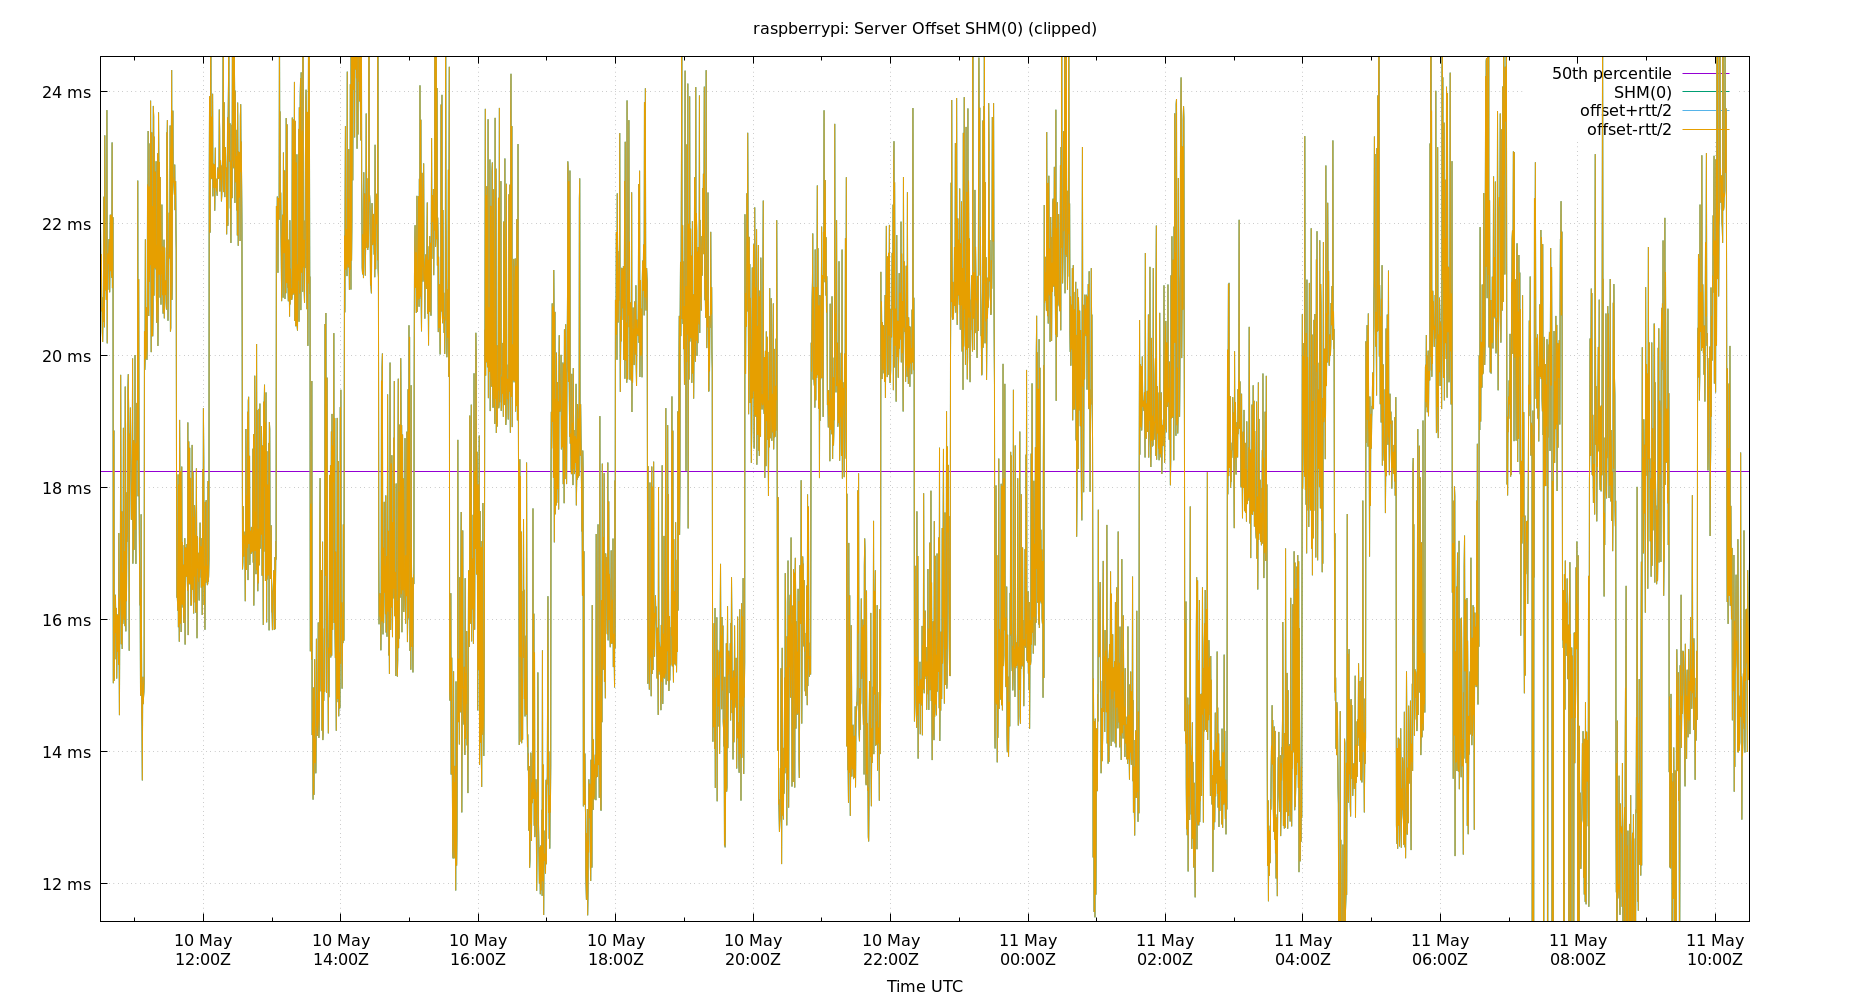 raspberrypi: Server Offset SHM(0) (clipped)
50th percentile
SHM(0)
offset+rtt/2
offset-rtt/2
24 ms
22 ms
20 ms
18 ms
16 ms
14 ms
12 ms
10 May 10 May 10 May 10 May 10 May 10 May 11 May 11 May 11 May 11 May 11 May 11 May
12:00Z 14:00Z 16:00Z 18:00Z 20:00Z 22:00Z 00:00Z 02:00Z 04:00Z 06:00Z 08:00Z 10:00Z
Time UTC